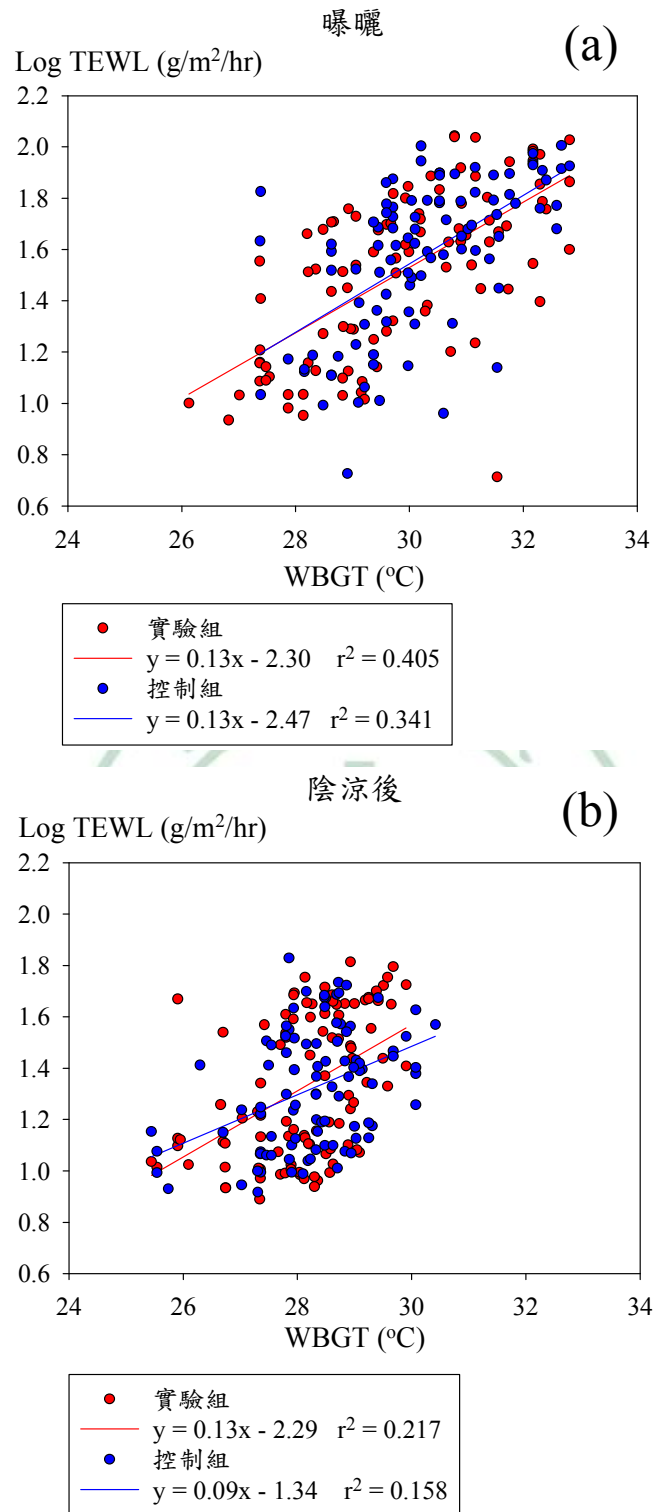 曝曬
(a)
Log TEWL (g/m²/hr)
2.2
2.0
1.8
1.6
1.4
1.2
1.0
0.8
0.6
24 26 28 30 32 34
WBGT (ºC)
實驗組
y = 0.13x - 2.30 r² = 0.405
控制組
y = 0.13x - 2.47 r² = 0.341
陰涼後
(b)
Log TEWL (g/m²/hr)
2.2
2.0
1.8
1.6
1.4
1.2
1.0
0.8
0.6
24 26 28 30 32 34
WBGT (ºC)
實驗組
y = 0.13x - 2.29 r² = 0.217
控制組
y = 0.09x - 1.34 r² = 0.158